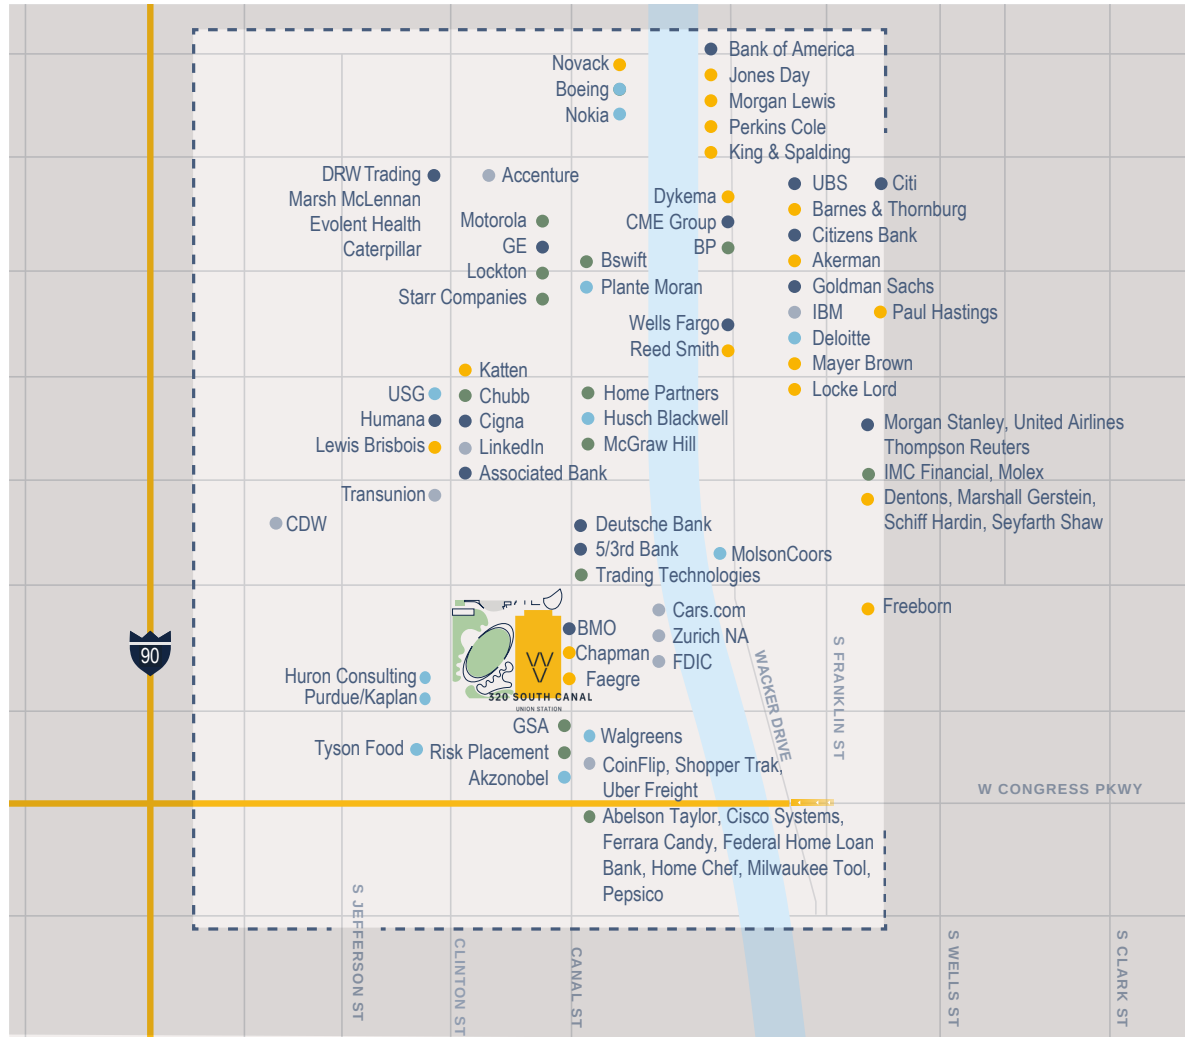 Bank of America
Novack
Jones Day
Boeing
Morgan Lewis
Nokia
Perkins Cole
King & Spalding
DRW Trading
Marsh McLennan
Evolent Health
Caterpillar
Accenture
Motorola
GE
Lockton
Starr Companies
Dykema
CME Group
BP
Bswift
Plante Moran
Wells Fargo
Reed Smith
UBS
Citi
Barnes & Thornburg
Citizens Bank
Akerman
Goldman Sachs
IBM
Paul Hastings
Deloitte
Mayer Brown
Locke Lord
Katten
USG
Chubb
Humana
Cigna
Lewis Brisbois
LinkedIn
Associated Bank
Home Partners
Husch Blackwell
McGraw Hill
Morgan Stanley, United Airlines
Thompson Reuters
IMC Financial, Molex
Dentons, Marshall Gerstein,
Schiff Hardin, Seyfarth Shaw
Transunion
CDW
Deutsche Bank
5/3rd Bank
Trading Technologies
MolsonCoors
Freeborn
Cars.com
Zurich NA
FDIC
BMO
Chapman
Faegre
90
Huron Consulting
Purdue/Kaplan
320 SOUTH CANAL
UNION STATION
WACKER DRIVE
S FRANKLIN ST
GSA
Tyson Food
Risk Placement
Akzonobel
Walgreens
CoinFlip, Shopper Trak,
Uber Freight
W CONGRESS PKWY
Abelson Taylor, Cisco Systems,
Ferrara Candy, Federal Home Loan
Bank, Home Chef, Milwaukee Tool,
Pepsico
S JEFFERSON ST
CLINTON ST
CANAL ST
S WELLS ST
S CLARK ST